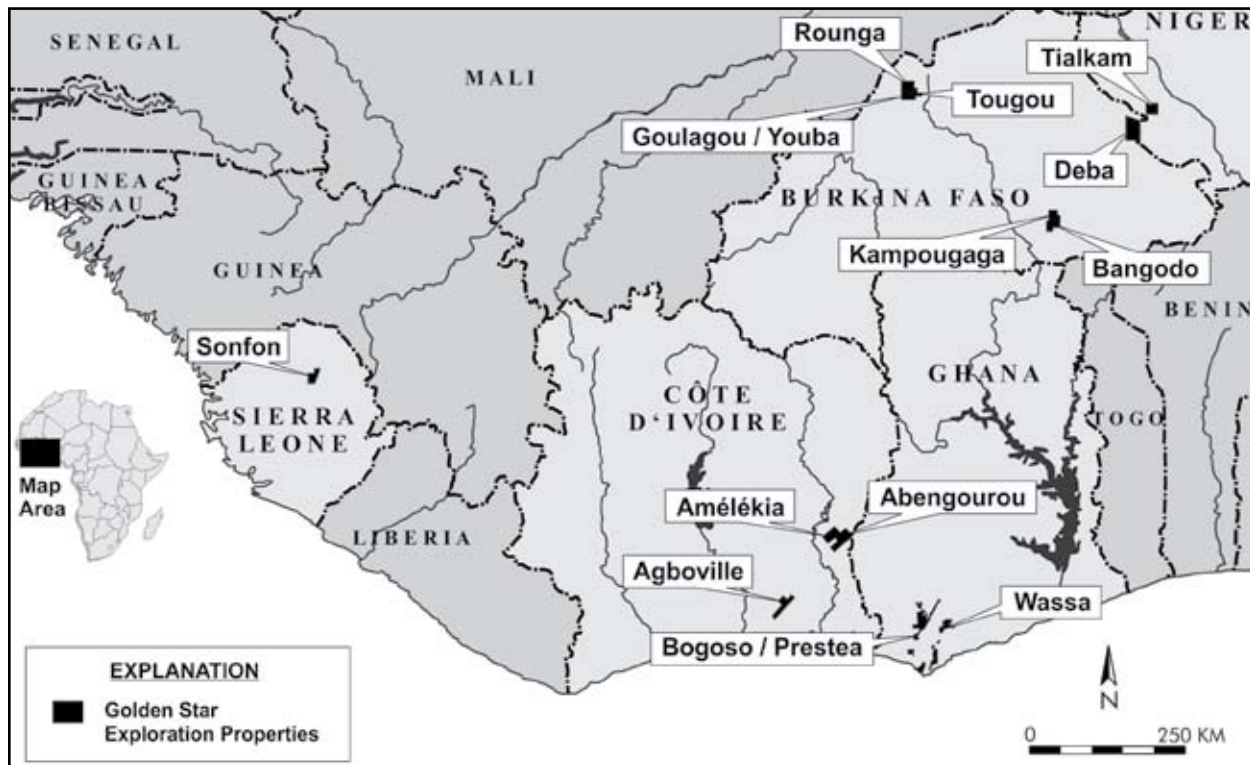 NIGER
Rounga
SENEGAL
Tialkam
MALI
Tougou
Goulagou / Youba
Deba
GUINEA
BISSAU
BURKINA FASO
Kampougaga
Bangodo
GUINEA
BENIN
Sonfon
GHANA
CÔTE
D'IVOIRE
SIERRA
LEONE
TOGO
Map
Area
Amélékia
Abengourou
LIBERIA
Agboville
Wassa
Bogoso / Prestea
EXPLANATION
Golden Star
Exploration Properties
N
0 250 KM